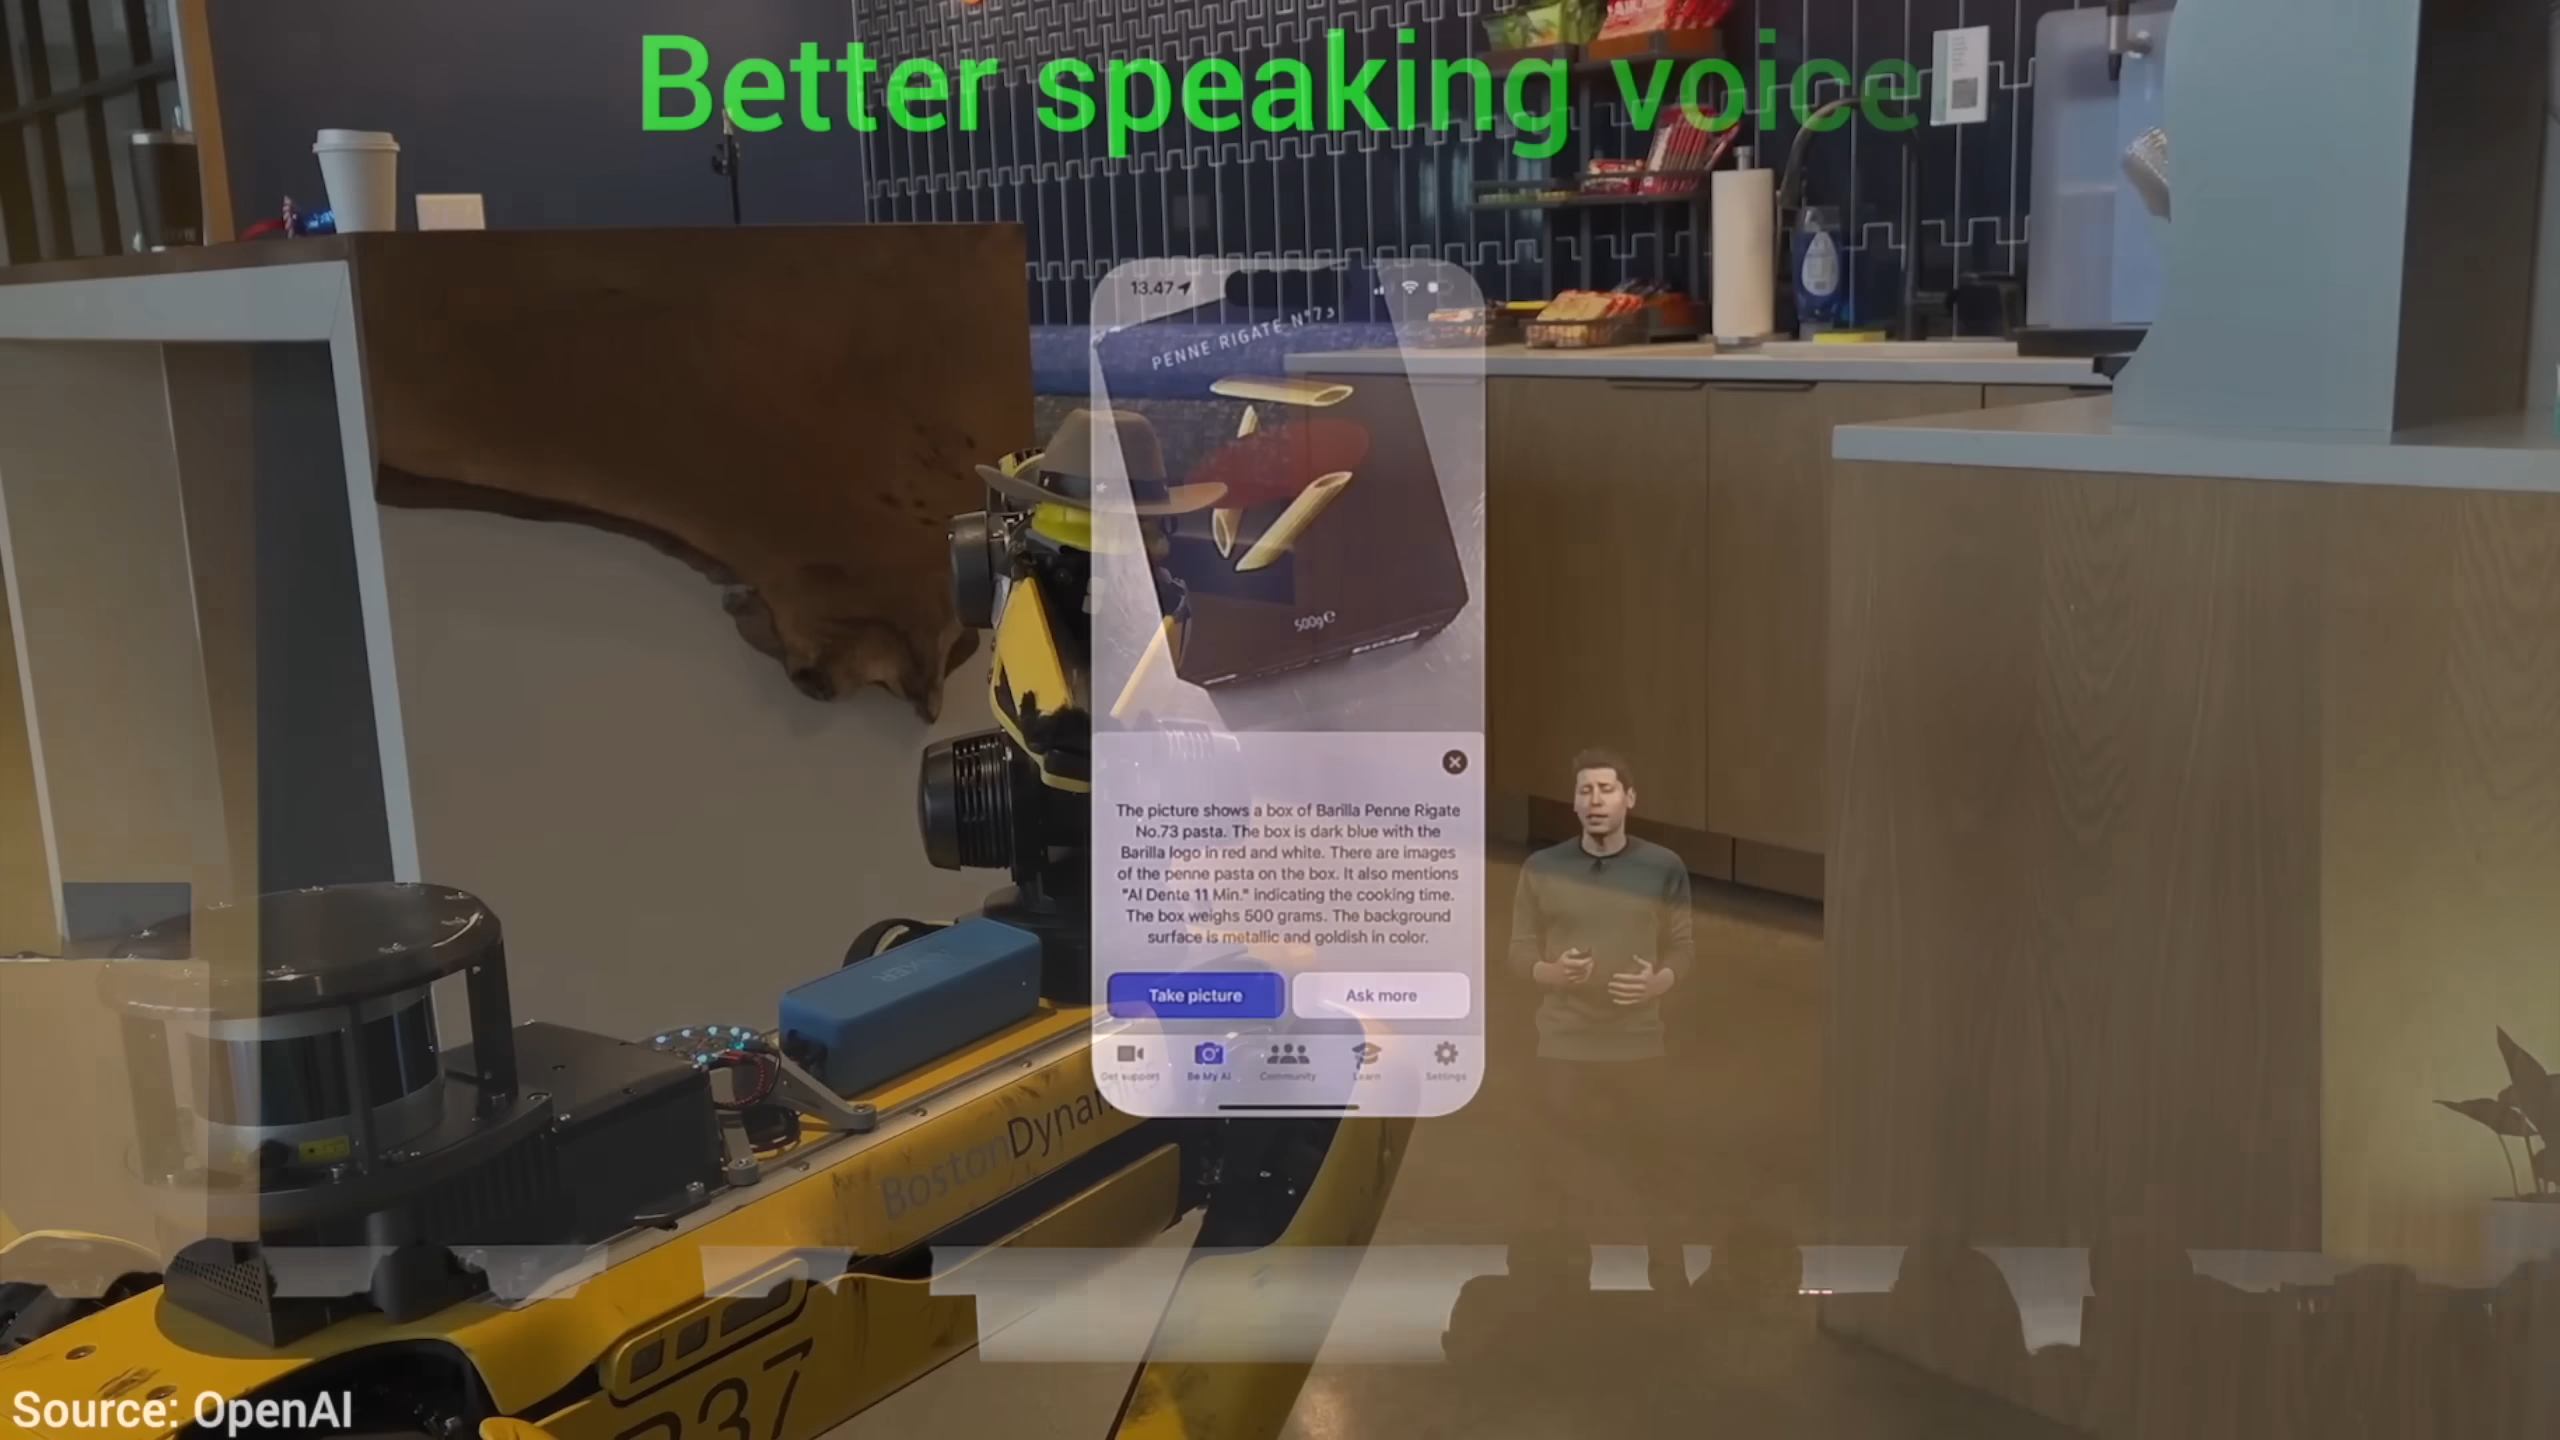 Better speaking voice
13.47
PENNE RIGATE N°73
500g℮
The picture shows a box of Barilla Penne Rigate
No.73 pasta. The box is dark blue with the
Barilla logo in red and white. There are images
of the penne pasta on the box. It also mentions
"Al Dente 11 Min." indicating the cooking time.
The box weighs 500 grams. The background
surface is metallic and goldish in color.
Take picture
Ask more
Get support
Be My AI
Community
Learn
Settings
ANKER
BostonDynam
37
Source: OpenAI